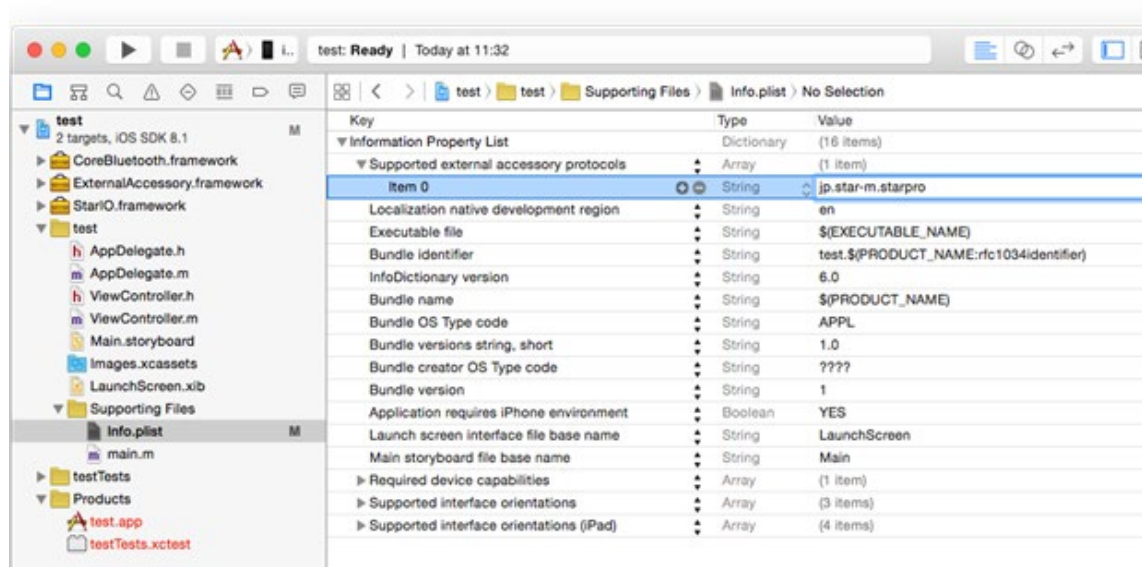 test: Ready | Today at 11:32
test > test > Supporting Files > Info.plist > No Selection
test M
2 targets, iOS SDK 8.1
CoreBluetooth.framework
ExternalAccessory.framework
StarIO.framework
test
h AppDelegate.h
m AppDelegate.m
h ViewController.h
m ViewController.m
Main.storyboard
Images.xcassets
LaunchScreen.xib
Supporting Files
Info.plist M
m main.m
testTests
Products
test.app
testTests.xctest
Key Type Value
Information Property List Dictionary (16 items)
Supported external accessory protocols Array (1 item)
Item 0 String jp.star-m.starpro
Localization native development region String en
Executable file String $(EXECUTABLE_NAME)
Bundle identifier String test.$(PRODUCT_NAME:rfc1034identifier)
InfoDictionary version String 6.0
Bundle name String $(PRODUCT_NAME)
Bundle OS Type code String APPL
Bundle versions string, short String 1.0
Bundle creator OS Type code String ????
Bundle version String 1
Application requires iPhone environment Boolean YES
Launch screen interface file base name String LaunchScreen
Main storyboard file base name String Main
Required device capabilities Array (1 item)
Supported interface orientations Array (3 items)
Supported interface orientations (iPad) Array (4 items)